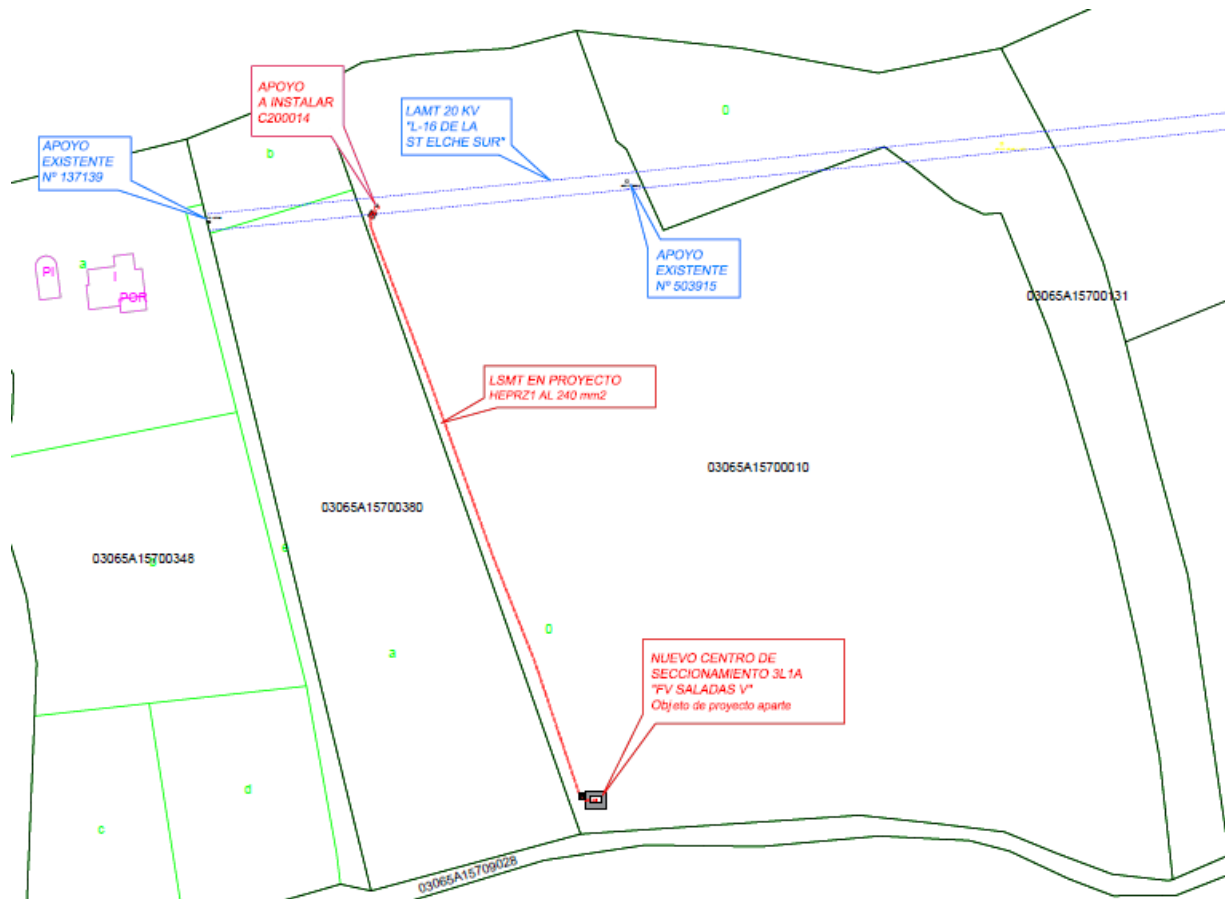 APOYO
A INSTALAR
C200014
LAMT 20 KV
"L-16 DE LA
ST ELCHE SUR"
0
APOYO
EXISTENTE
Nº 137139
b
APOYO
EXISTENTE
Nº 503915
PI
a
I
POR
03065A15700131
LSMT EN PROYECTO
HEPRZ1 AL 240 mm2
03065A15700010
03065A15700380
03065A15700348
e
0
a
NUEVO CENTRO DE
SECCIONAMIENTO 3L1A
"FV SALADAS V"
Objeto de proyecto aparte
d
c
03065A15709028